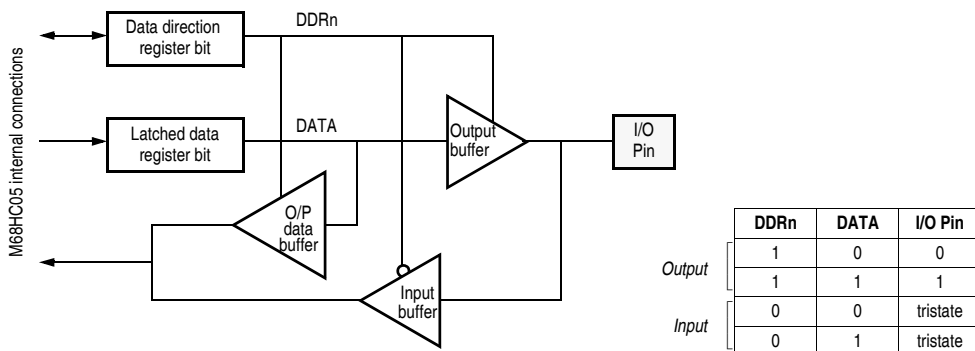 M68HC05 internal connections
Data direction
register bit
DDRn
Latched data
register bit
DATA
Output
buffer
I/O
Pin
O/P
data
buffer
Input
buffer
DDRn DATA I/O Pin
Output
1 0 0
1 1 1
Input
0 0 tristate
0 1 tristate